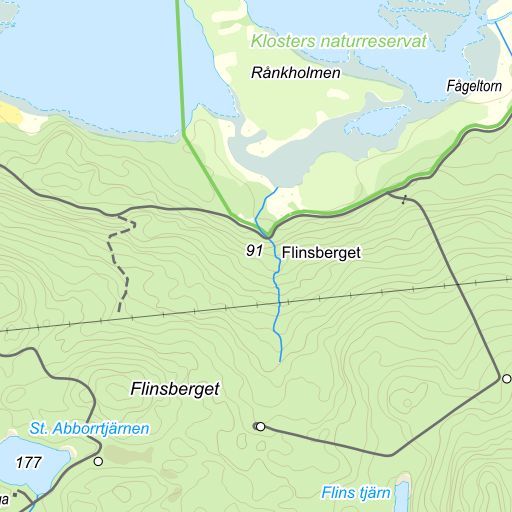 Klosters naturreservat
Rånkholmen
Fågeltorn
91
Flinsberget
Flinsberget
St. Abborrtjärnen
177
Flins tjärn